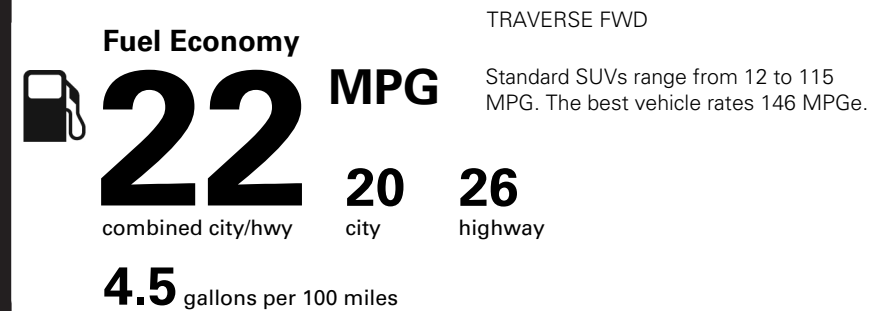 Fuel Economy
22 MPG
combined city/hwy
20
city
26
highway
4.5 gallons per 100 miles
TRAVERSE FWD
Standard SUVs range from 12 to 115
MPG. The best vehicle rates 146 MPGe.